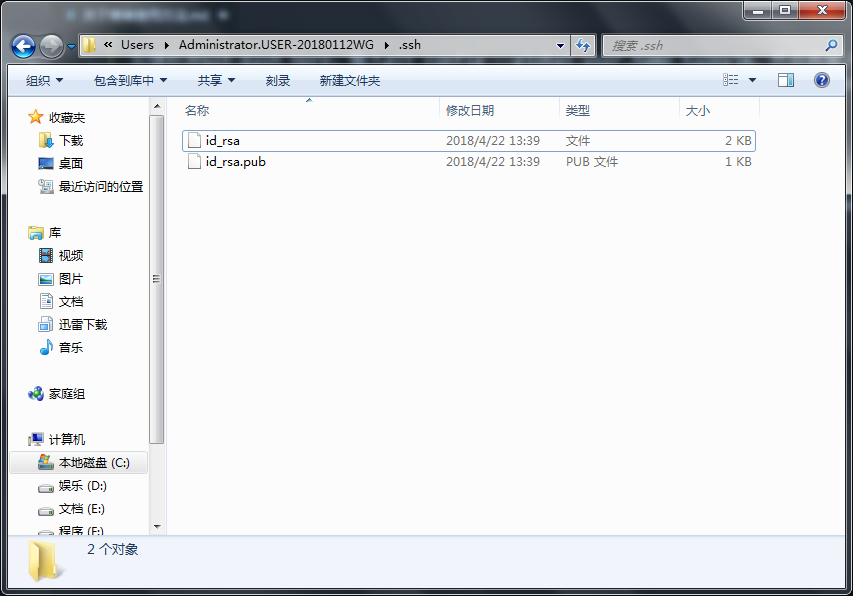 « Users ▸ Administrator.USER-20180112WG ▸ .ssh
搜索 .ssh
组织 包含到库中 共享 刻录 新建文件夹
名称 修改日期 类型 大小
id_rsa 2018/4/22 13:39 文件 2 KB
id_rsa.pub 2018/4/22 13:39 PUB 文件 1 KB
收藏夹
下载
桌面
最近访问的位置
库
视频
图片
文档
迅雷下载
音乐
家庭组
计算机
本地磁盘 (C:)
娱乐 (D:)
文档 (E:)
程序 (F:)
2 个对象